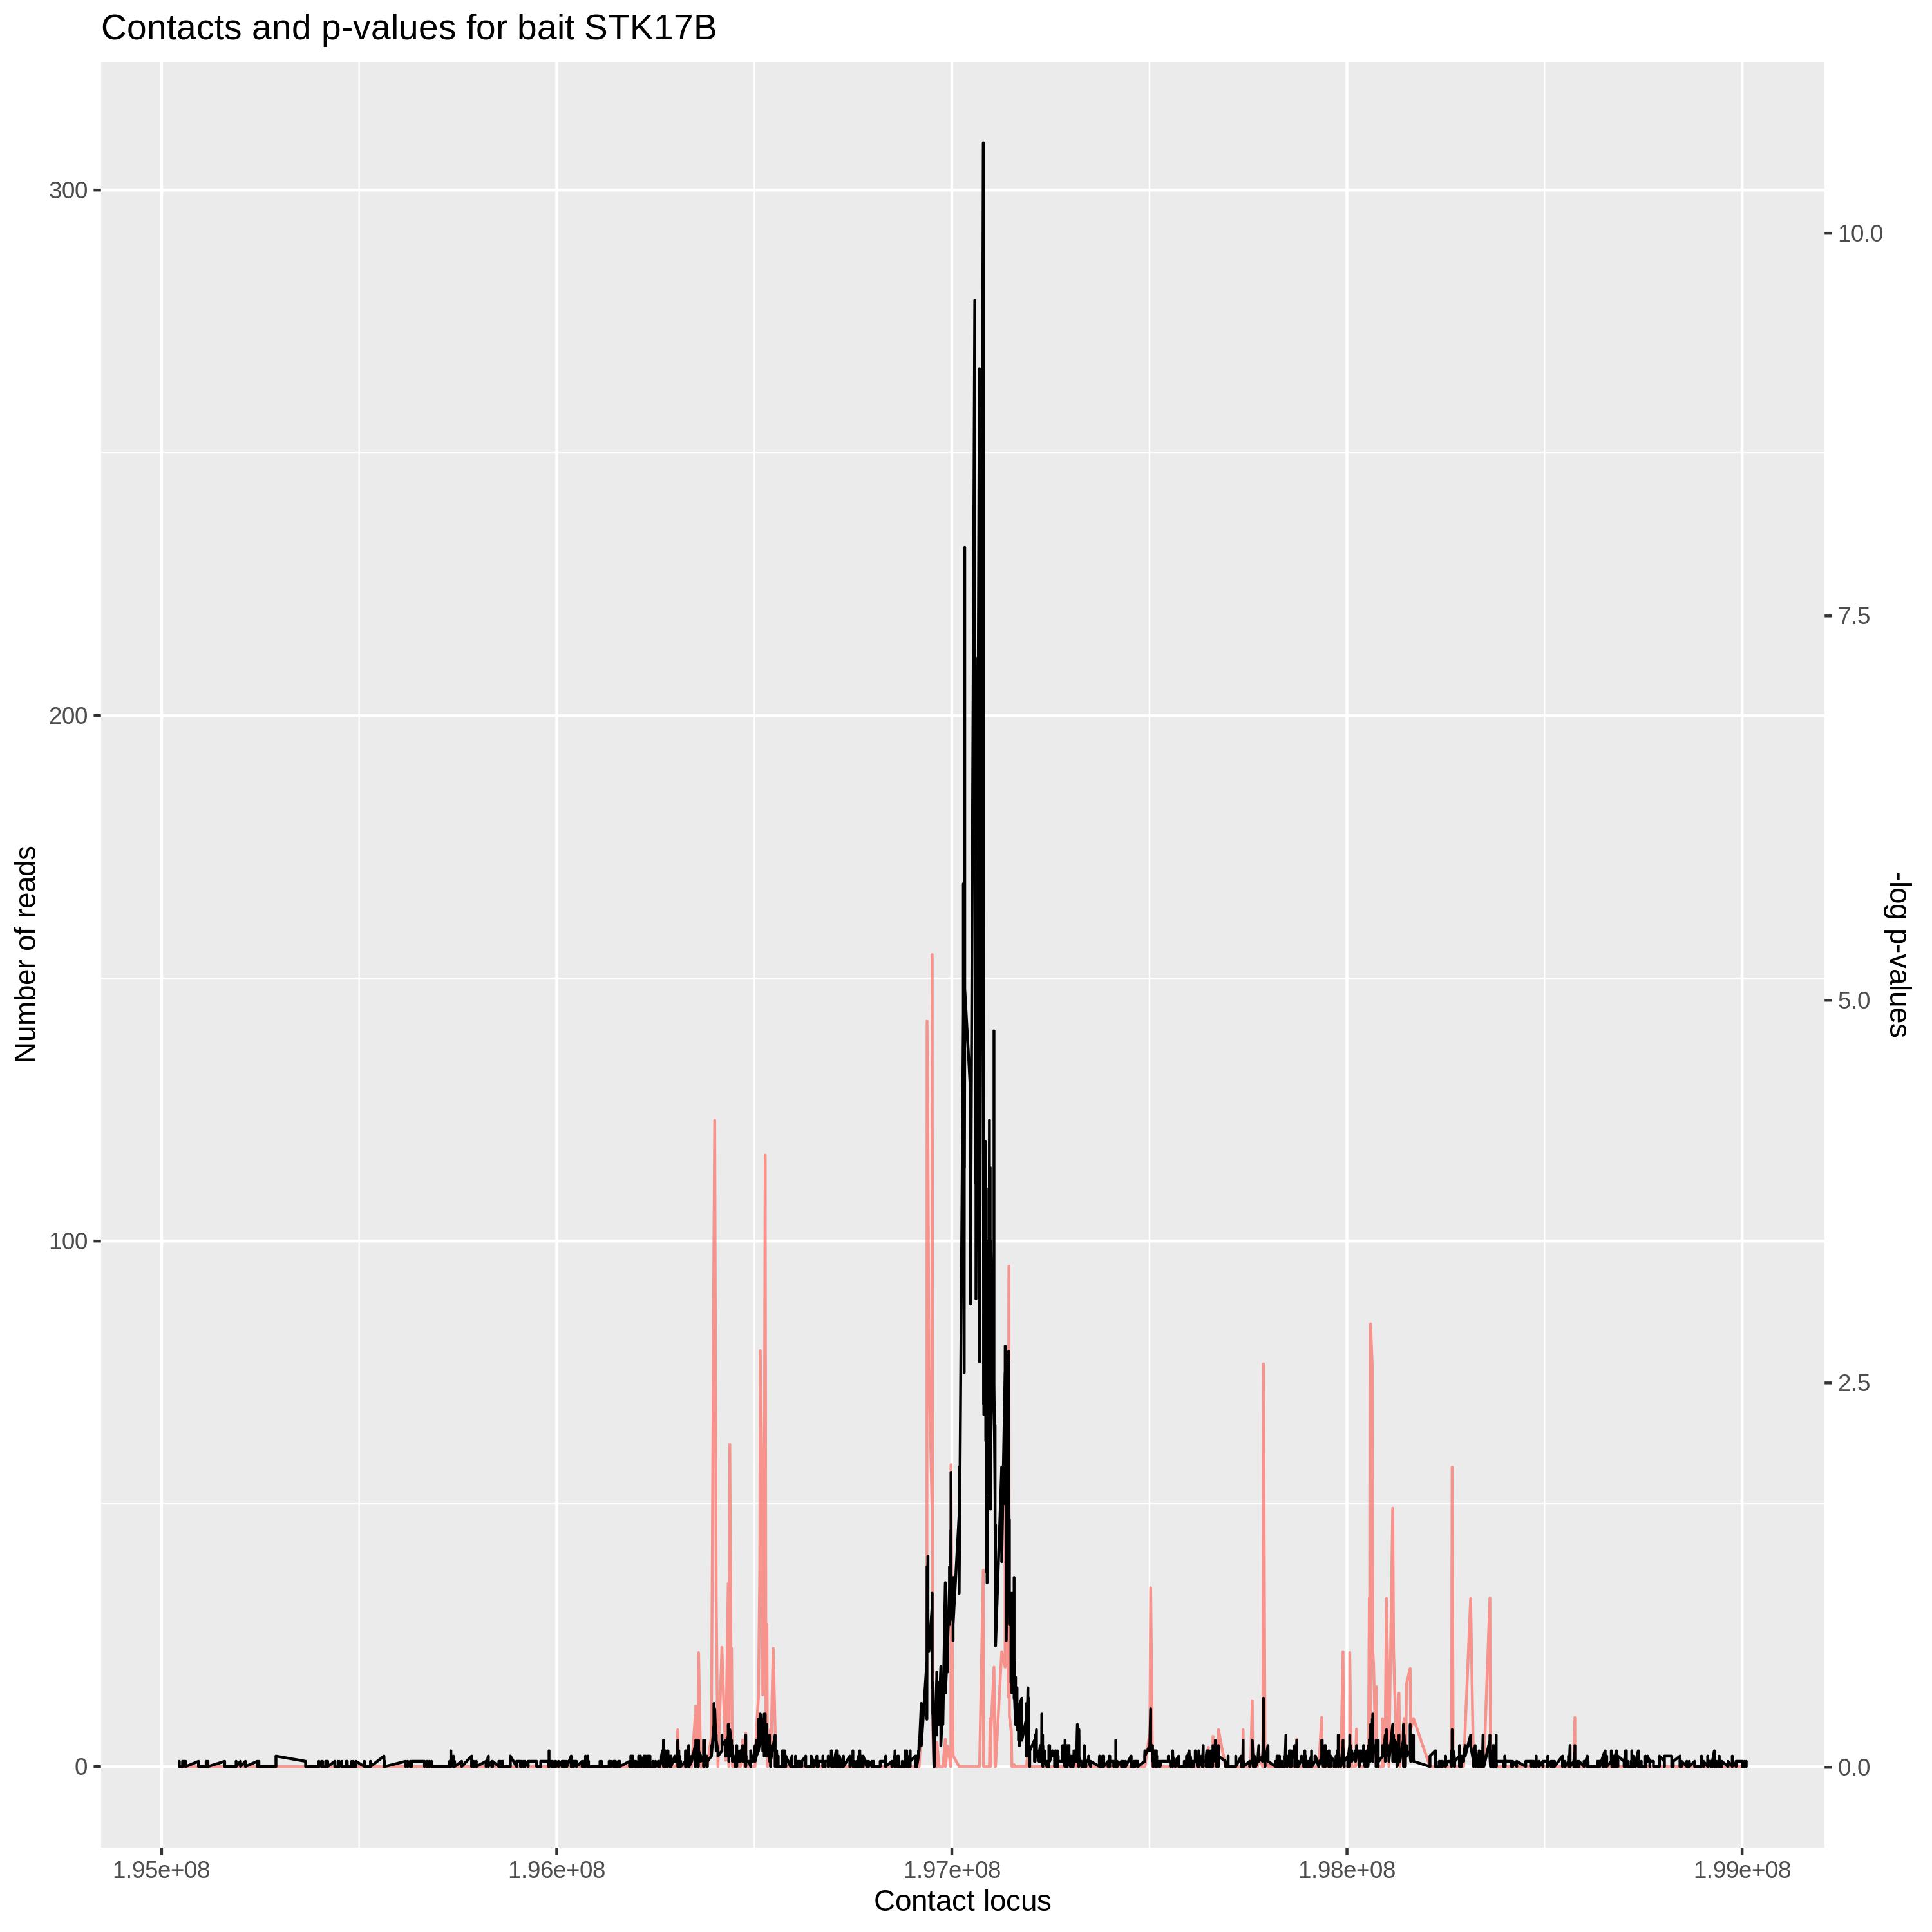 Contacts and p-values for bait STK17B
300
200
100
0
Number of reads
10.0
7.5
5.0
2.5
0.0
-log p-values
1.95e+08 1.96e+08 1.97e+08 1.98e+08 1.99e+08
Contact locus